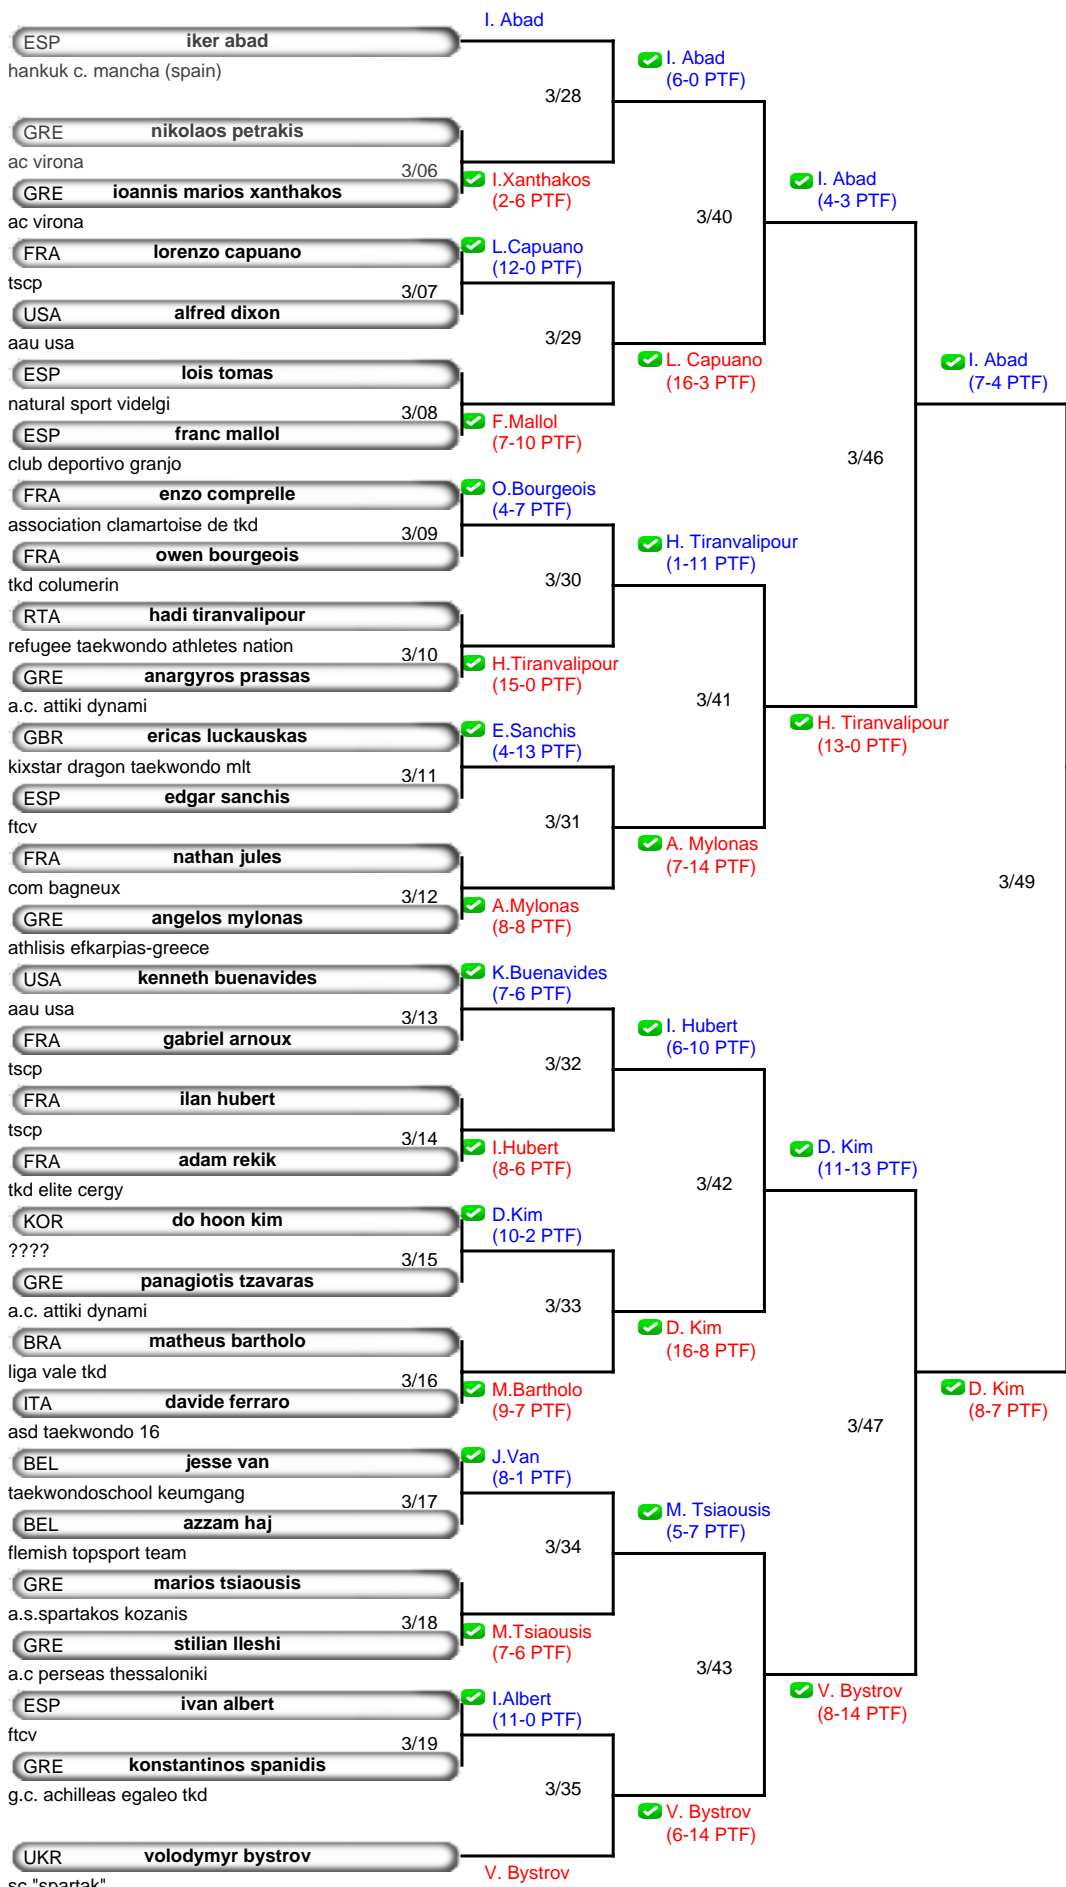 I. Abad
ESP iker abad
hankuk c. mancha (spain)
I. Abad
(6-0 PTF)
3/28
GRE nikolaos petrakis
ac virona
3/06
GRE ioannis marios xanthakos
I.Xanthakos
(2-6 PTF)
I. Abad
(4-3 PTF)
ac virona
3/40
FRA lorenzo capuano
L.Capuano
(12-0 PTF)
tscp
3/07
USA alfred dixon
aau usa
3/29
L. Capuano
(16-3 PTF)
I. Abad
(7-4 PTF)
ESP lois tomas
natural sport videlgi
3/08
ESP franc mallol
F.Mallol
(7-10 PTF)
club deportivo granjo
3/46
FRA enzo comprelle
O.Bourgeois
(4-7 PTF)
association clamartoise de tkd
3/09
FRA owen bourgeois
H. Tiranvalipour
(1-11 PTF)
tkd columerin
3/30
RTA hadi tiranvalipour
refugee taekwondo athletes nation
3/10
GRE anargyros prassas
H.Tiranvalipour
(15-0 PTF)
a.c. attiki dynami
3/41
GBR ericas luckauskas
E.Sanchis
(4-13 PTF)
H. Tiranvalipour
(13-0 PTF)
kixstar dragon taekwondo mlt
3/11
ESP edgar sanchis
ftcv
3/31
A. Mylonas
(7-14 PTF)
FRA nathan jules
com bagneux
3/12
3/49
GRE angelos mylonas
A.Mylonas
(8-8 PTF)
athlisis efkarpias-greece
USA kenneth buenavides
K.Buenavides
(7-6 PTF)
aau usa
3/13
FRA gabriel arnoux
I. Hubert
(6-10 PTF)
tscp
3/32
FRA ilan hubert
tscp
3/14
FRA adam rekik
I.Hubert
(8-6 PTF)
D. Kim
(11-13 PTF)
tkd elite cergy
3/42
KOR do hoon kim
D.Kim
(10-2 PTF)
????
3/15
GRE panagiotis tzavaras
a.c. attiki dynami
3/33
D. Kim
(16-8 PTF)
BRA matheus bartholo
liga vale tkd
3/16
ITA davide ferraro
M.Bartholo
(9-7 PTF)
D. Kim
(8-7 PTF)
asd taekwondo 16
3/47
BEL jesse van
J.Van
(8-1 PTF)
taekwondoschool keumgang
3/17
BEL azzam haj
M. Tsiaousis
(5-7 PTF)
flemish topsport team
3/34
GRE marios tsiaousis
a.s.spartakos kozanis
3/18
GRE stilian lleshi
M.Tsiaousis
(7-6 PTF)
a.c perseas thessaloniki
3/43
ESP ivan albert
I.Albert
(11-0 PTF)
V. Bystrov
(8-14 PTF)
ftcv
3/19
GRE konstantinos spanidis
g.c. achilleas egaleo tkd
3/35
V. Bystrov
(6-14 PTF)
UKR volodymyr bystrov
V. Bystrov
sc "spartak"